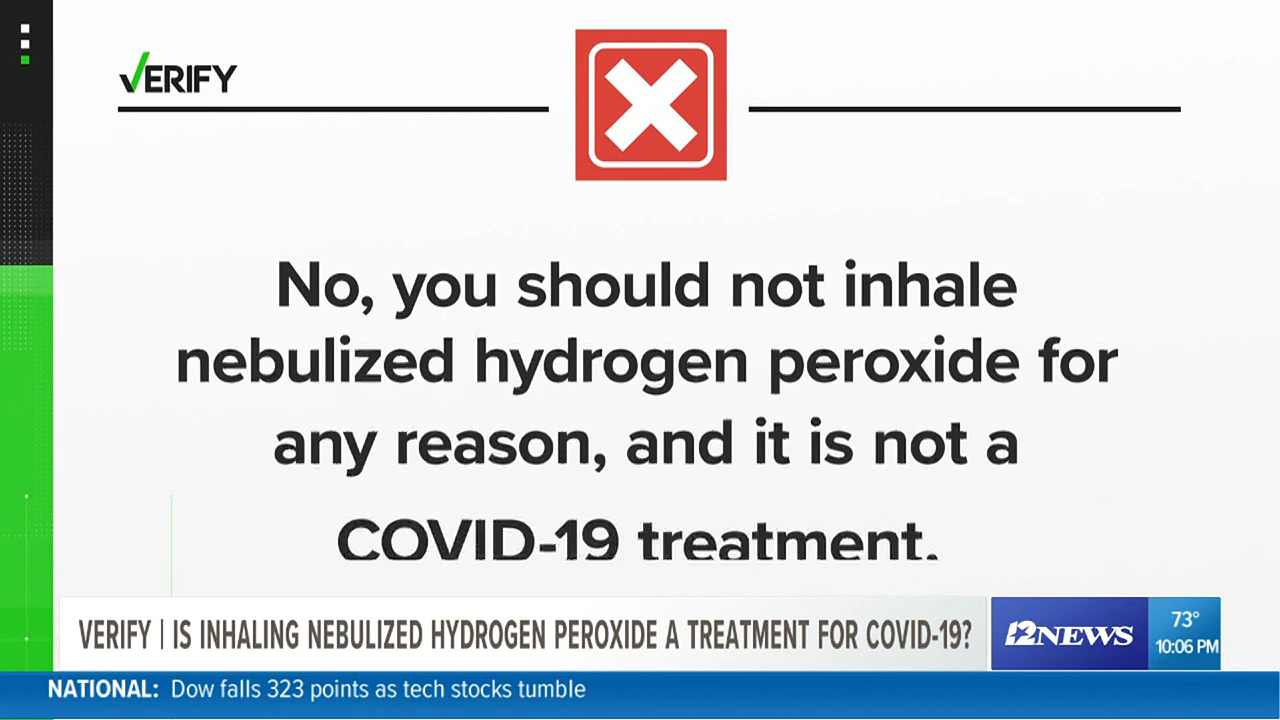 VERIFY
No, you should not inhale
nebulized hydrogen peroxide for
any reason, and it is not a
COVID-19 treatment.
VERIFY | IS INHALING NEBULIZED HYDROGEN PEROXIDE A TREATMENT FOR COVID-19?
12NEWS
73°
10:06 PM
NATIONAL: Dow falls 323 points as tech stocks tumble